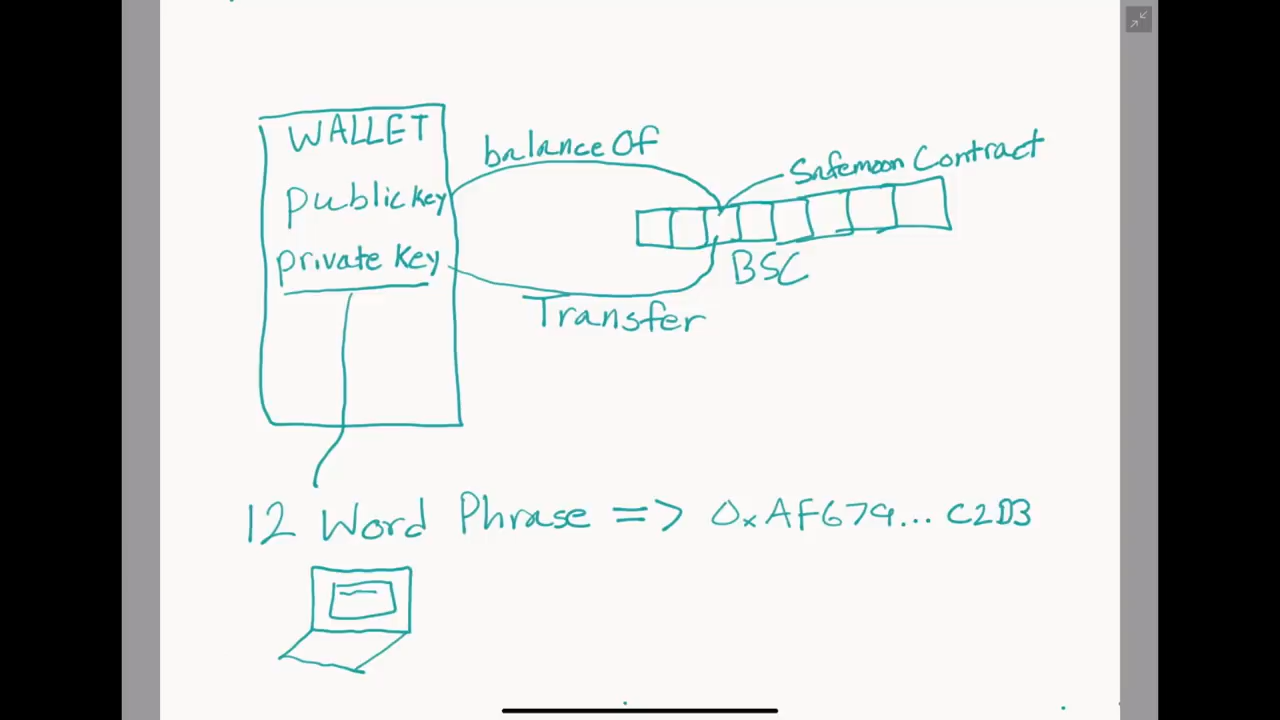 WALLET
public key
private key
balance Of
Safemoon Contract
BSC
Transfer
12 Word Phrase => 0xAF679... C2D3